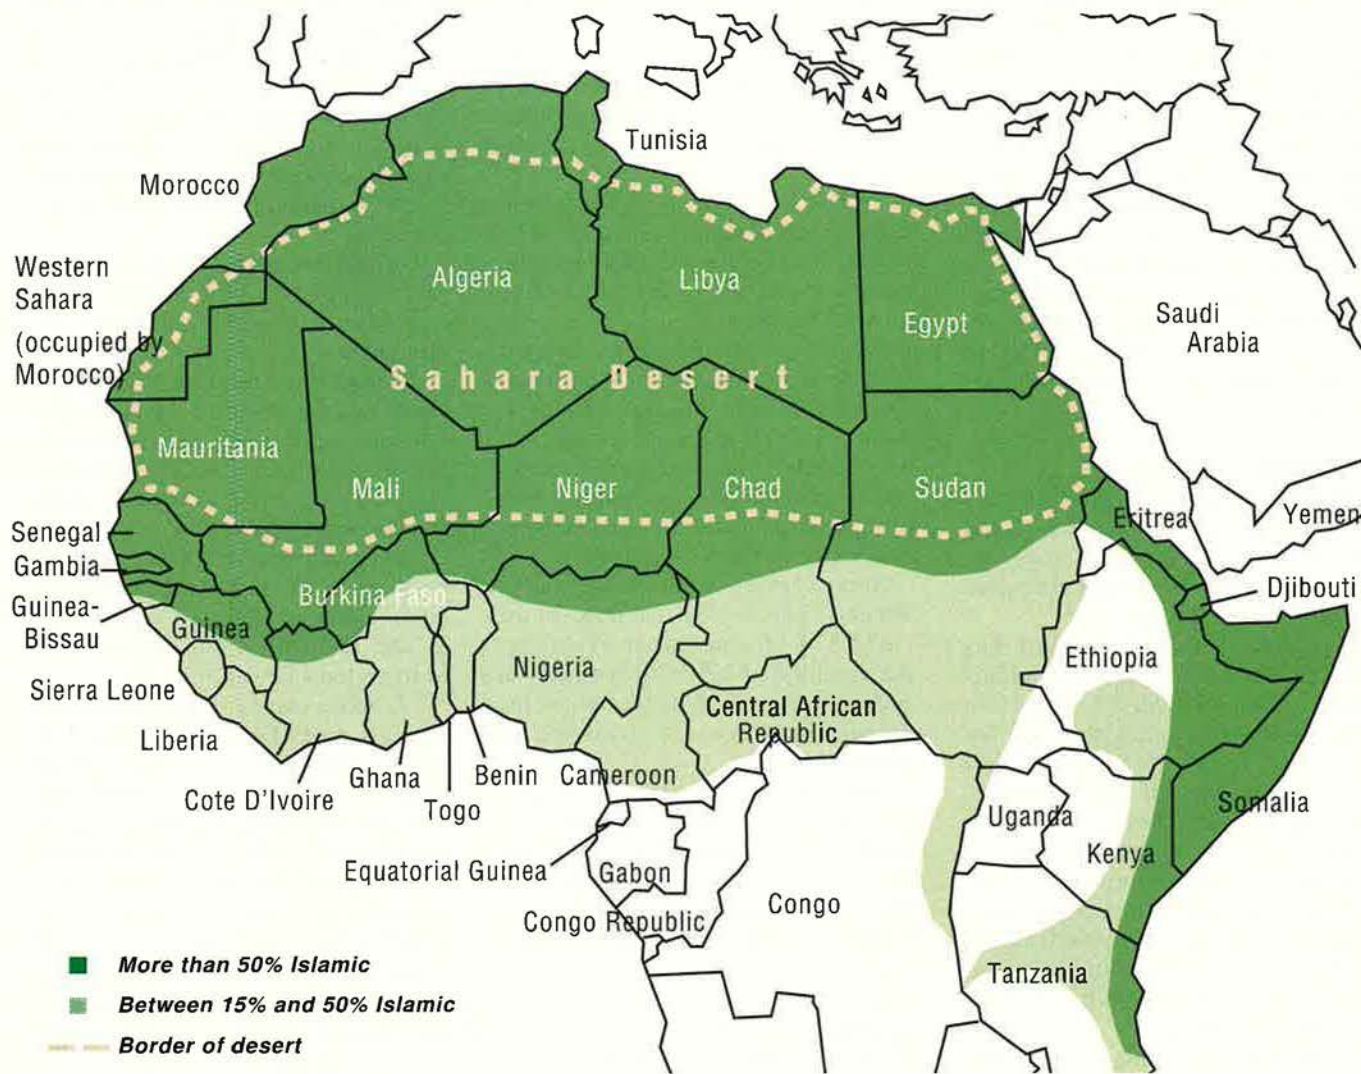 Tunisia
Morocco
Western
Sahara
(occupied by
Morocco)
Algeria
Libya
Egypt
Saudi
Arabia
Sahara Desert
Mauritania
Mali
Niger
Chad
Sudan
Eritrea
Yemen
Senegal
Gambia
Guinea-
Bissau
Burkina Faso
Djibouti
Guinea
Nigeria
Ethiopia
Sierra Leone
Central African
Republic
Liberia
Cote D'Ivoire
Ghana
Togo
Benin
Cameroon
Uganda
Somalia
Kenya
Equatorial Guinea
Gabon
Congo Republic
Congo
Tanzania
More than 50% Islamic
Between 15% and 50% Islamic
Border of desert